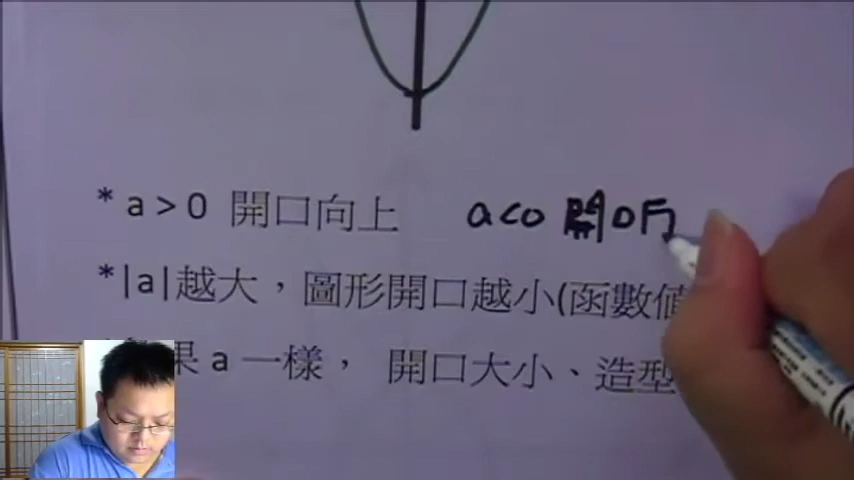 *a>0 開口向上 a<0 開口
*|a|越大，圖形開口越小(函數值
果 a 一樣， 開口大小、造型